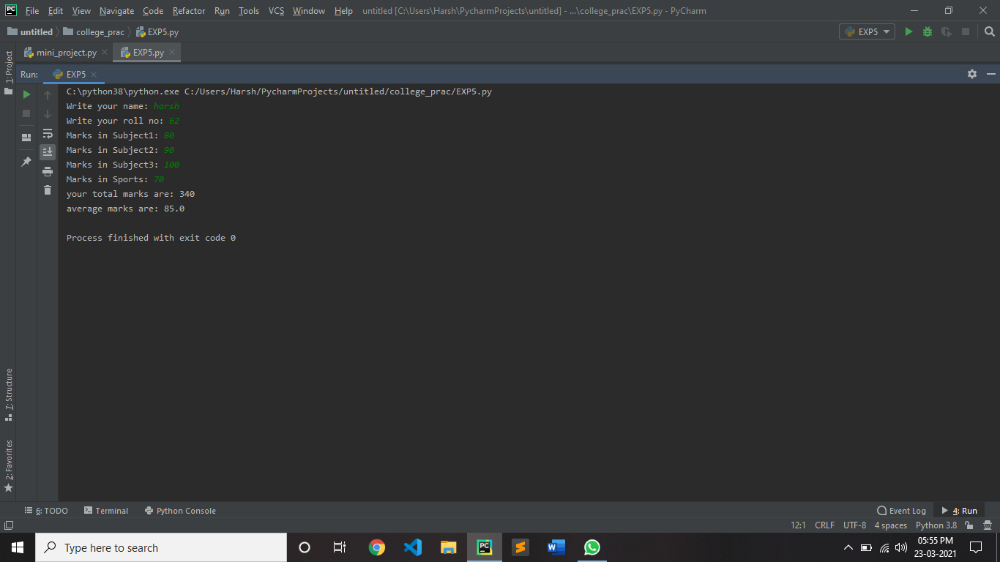 PC File Edit View Navigate Code Refactor Run Tools VCS Window Help untitled [C:\Users\Harsh\PycharmProjects\untitled] - ...\college_prac\EXP5.py - PyCharm
untitled college_prac EXP5.py EXP5
mini_project.py EXP5.py
1: Project
Run: EXP5
C:\python38\python.exe C:/Users/Harsh/PycharmProjects/untitled/college_prac/EXP5.py
Write your name: harsh
Write your roll no: 62
Marks in Subject1: 80
Marks in Subject2: 90
Marks in Subject3: 100
Marks in Sports: 70
your total marks are: 340
average marks are: 85.0
Process finished with exit code 0
7: Structure
2: Favorites
6: TODO Terminal Python Console Event Log 4: Run
12:1 CRLF UTF-8 4 spaces Python 3.8
Type here to search
PC W
05:55 PM
23-03-2021